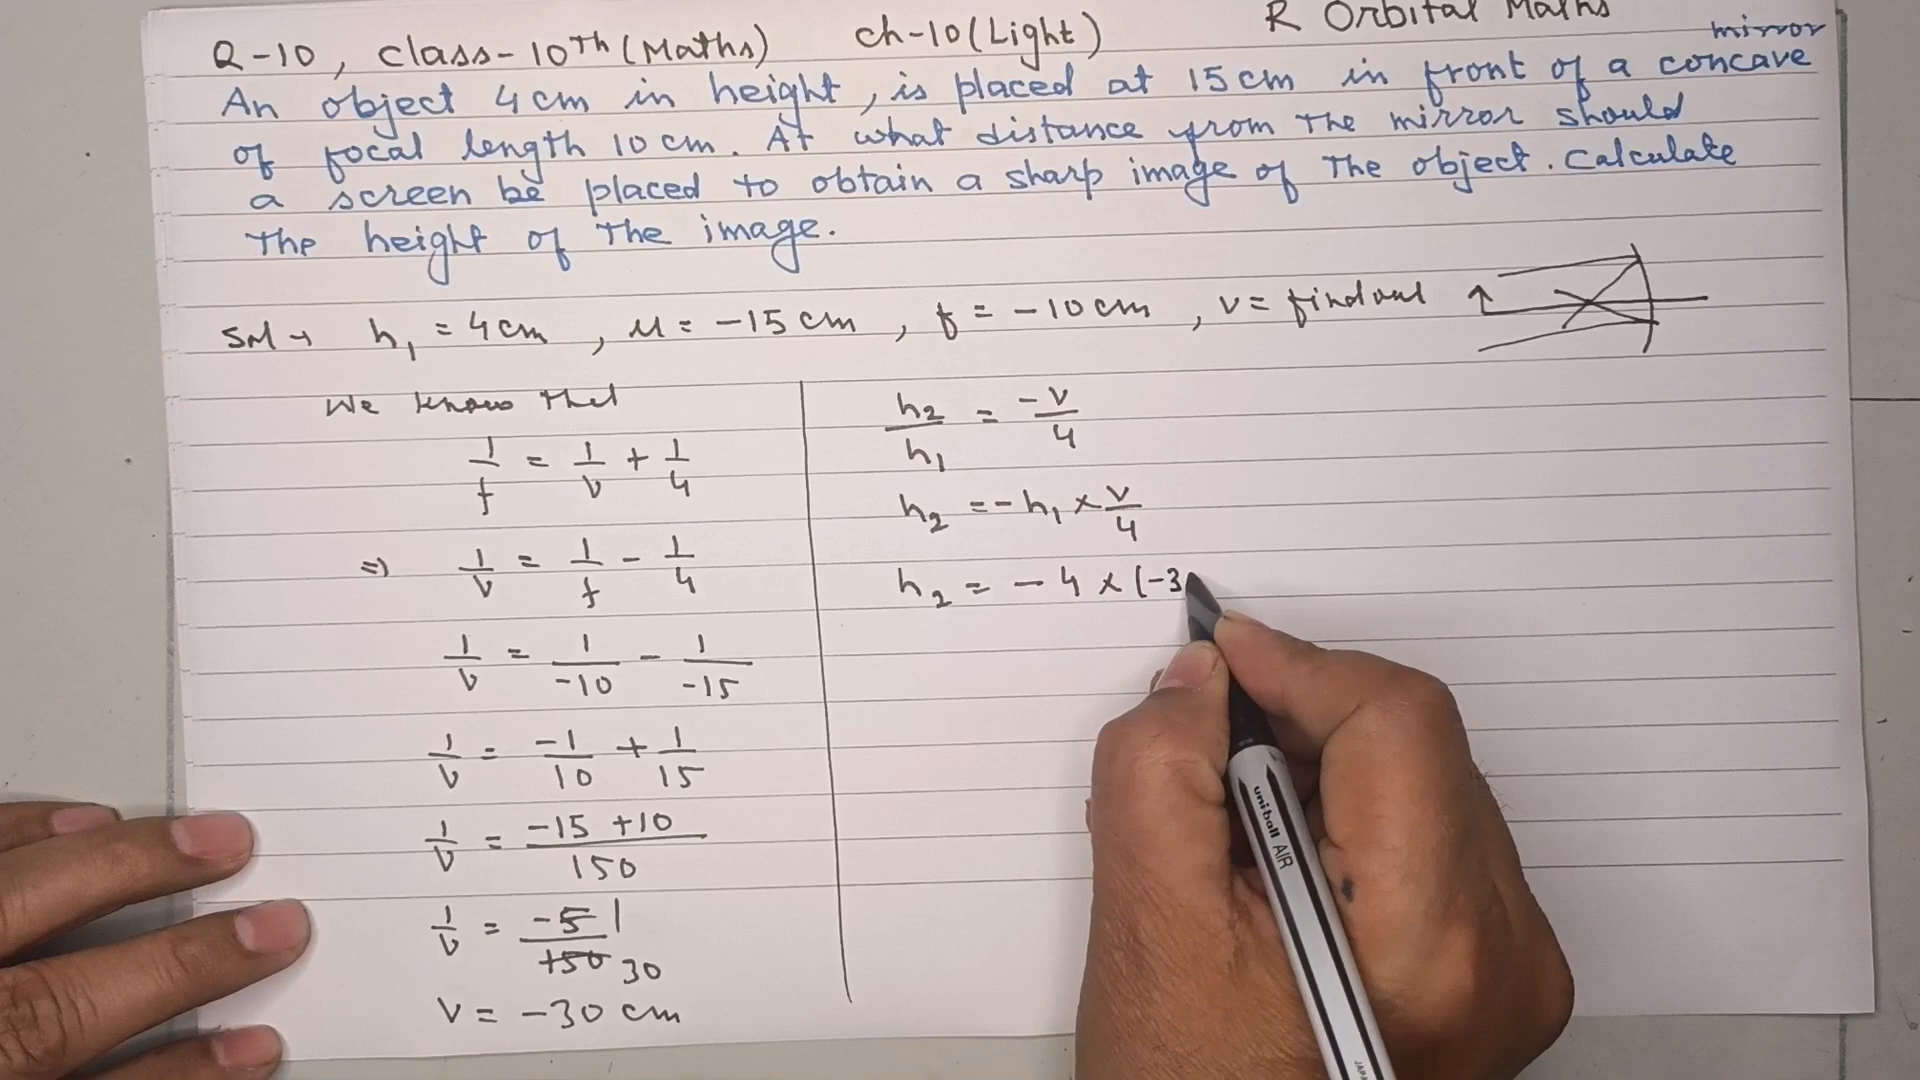 R Orbital Maths
Q-10, Class-10Th (Maths) Ch-10 (Light)
mirror
An object 4 cm in height, is placed at 15 cm in front of a concave
of focal length 10 cm. At what distance from The mirror should
a screen be placed to obtain a sharp image of The object. Calculate
The height of The image.
Sol → h₁ = 4 cm, u = -15 cm, f = -10 cm, v = find out
We know that
1/f = 1/v + 1/u
⇒ 1/v = 1/f - 1/u
1/v = 1/-10 - 1/-15
1/v = -1/10 + 1/15
1/v = -15 +10/150
1/v = -5 1/150 30
v = -30 cm
h₂/h₁ = -v/u
h₂ = -h₁ × v/u
h₂ = -4 × (-3
uniball AIR